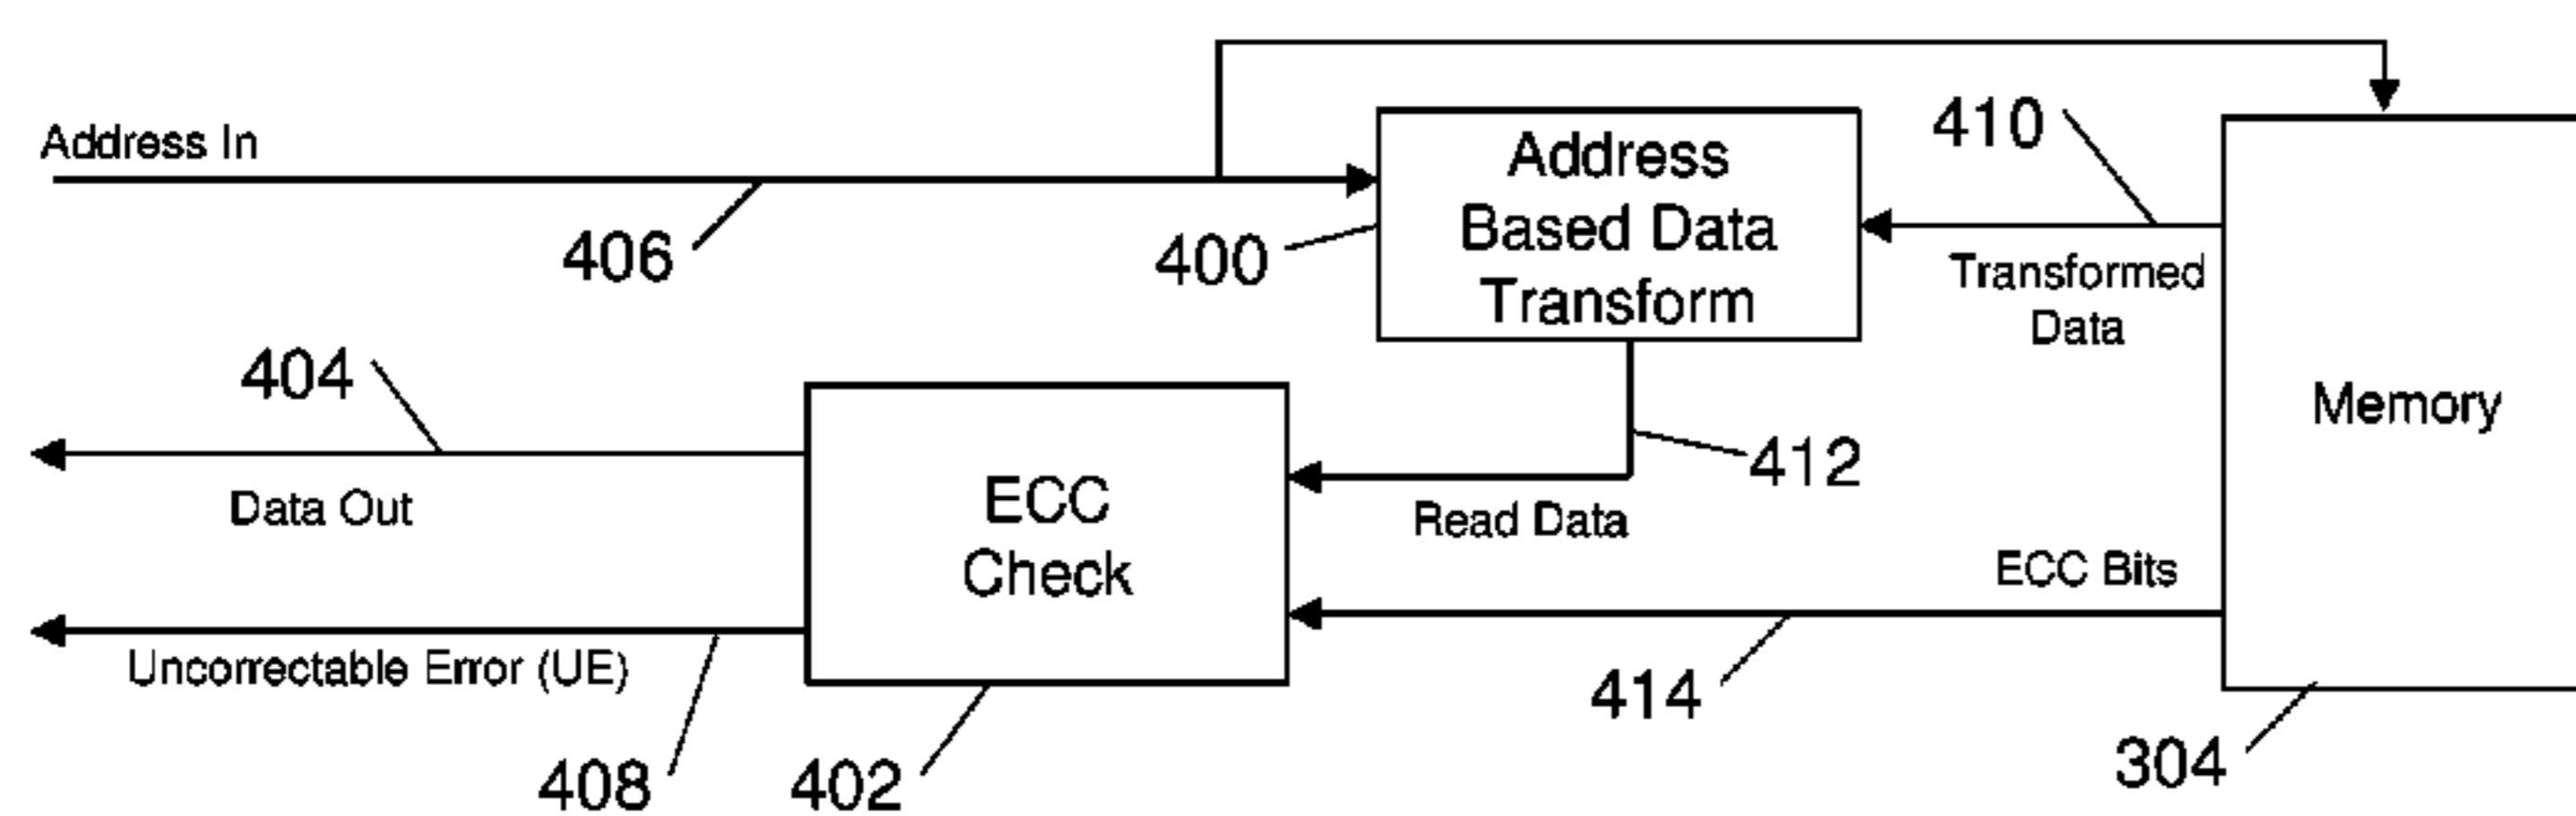 Address In
406
400
Address
Based Data
Transform
410
Transformed
Data
Memory
404
Data Out
ECC
Check
412
Read Data
ECC Bits
Uncorrectable Error (UE)
414
408
402
304